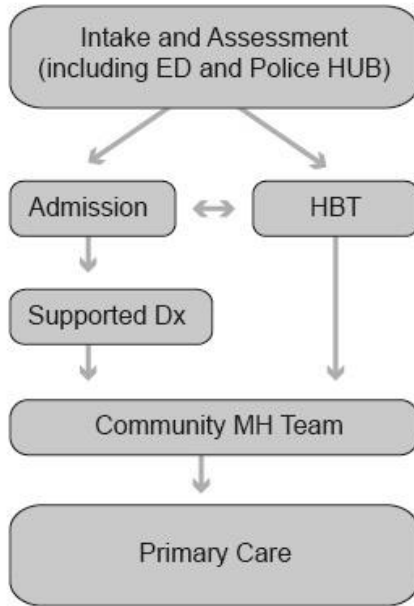 Intake and Assessment
(including ED and Police HUB)
Admission
HBT
Supported Dx
Community MH Team
Primary Care